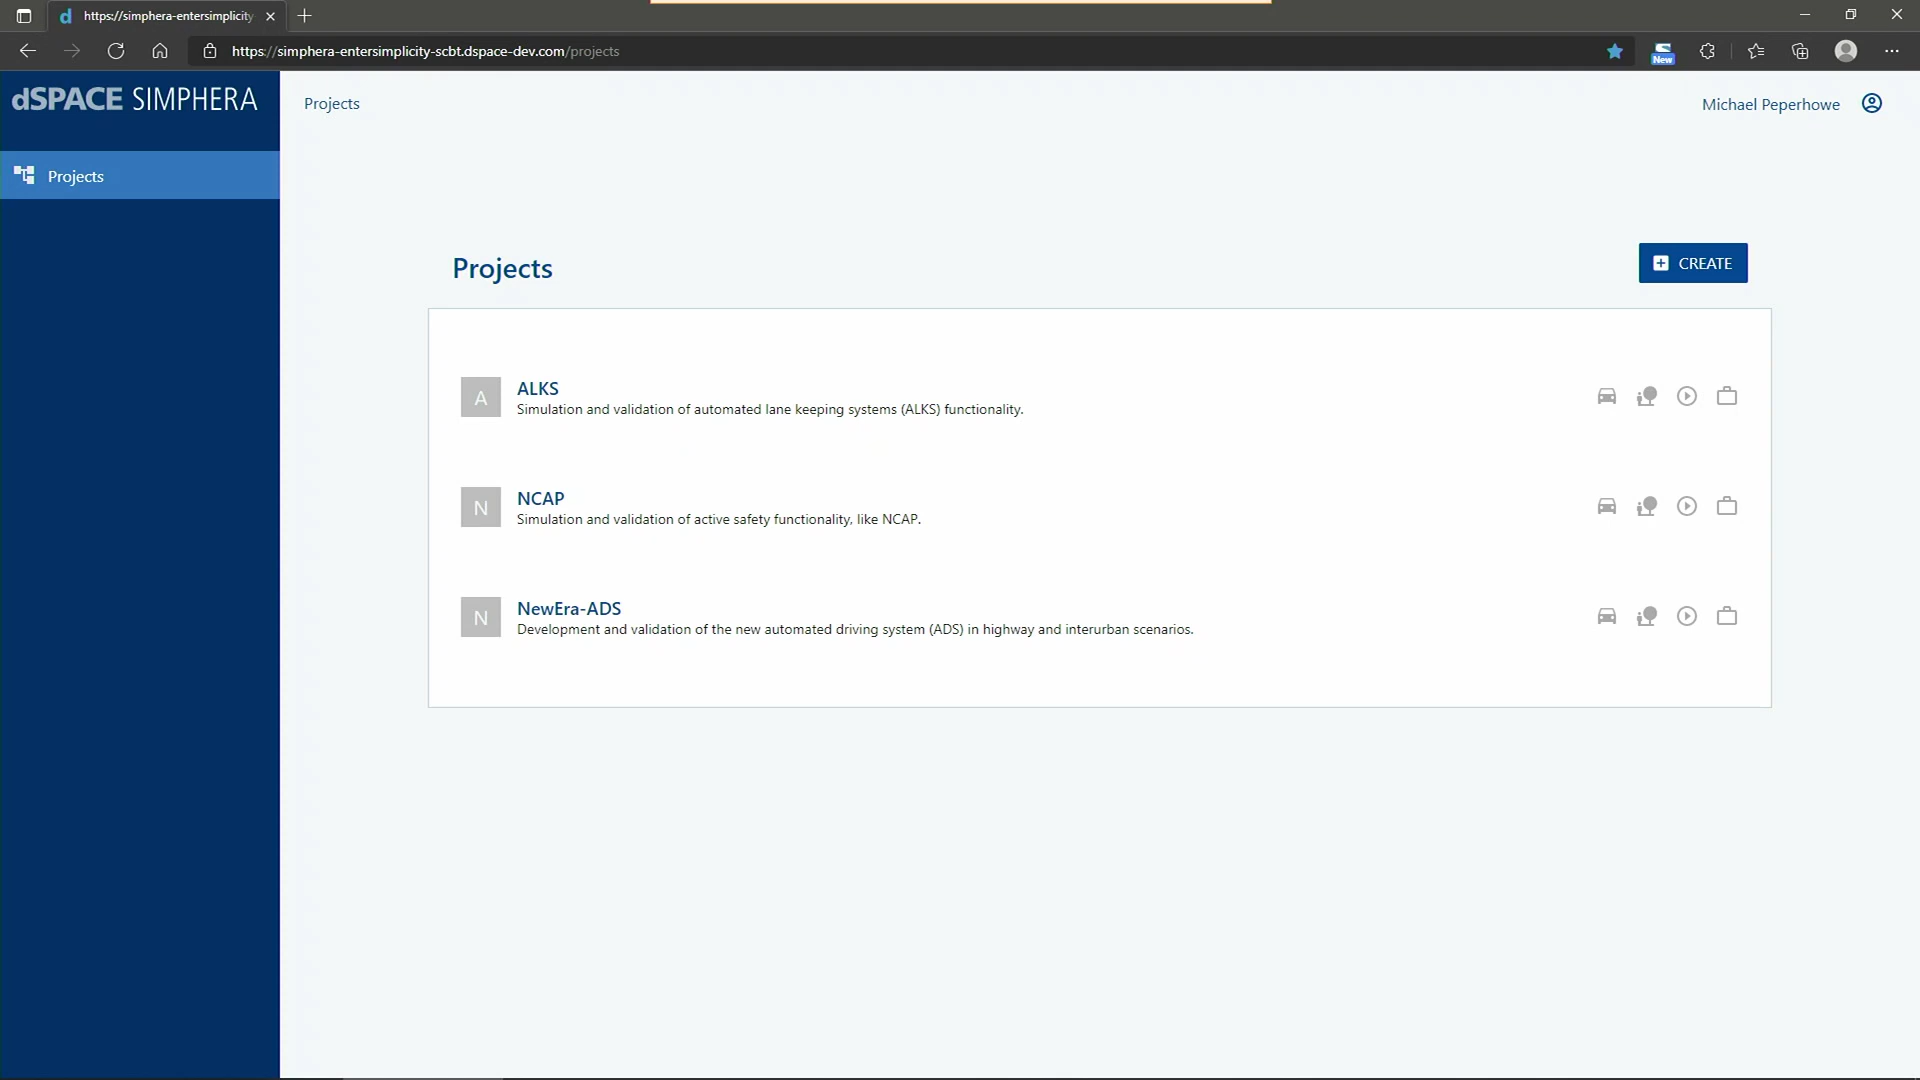 https://simphera-entersimplicity
https://simphera-entersimplicity-scbt.dspace-dev.com/projects
New
dSPACE SIMPHERA
Projects
Michael Peperhowe
Projects
Projects
CREATE
A
ALKS
Simulation and validation of automated lane keeping systems (ALKS) functionality.
N
NCAP
Simulation and validation of active safety functionality, like NCAP.
N
NewEra-ADS
Development and validation of the new automated driving system (ADS) in highway and interurban scenarios.